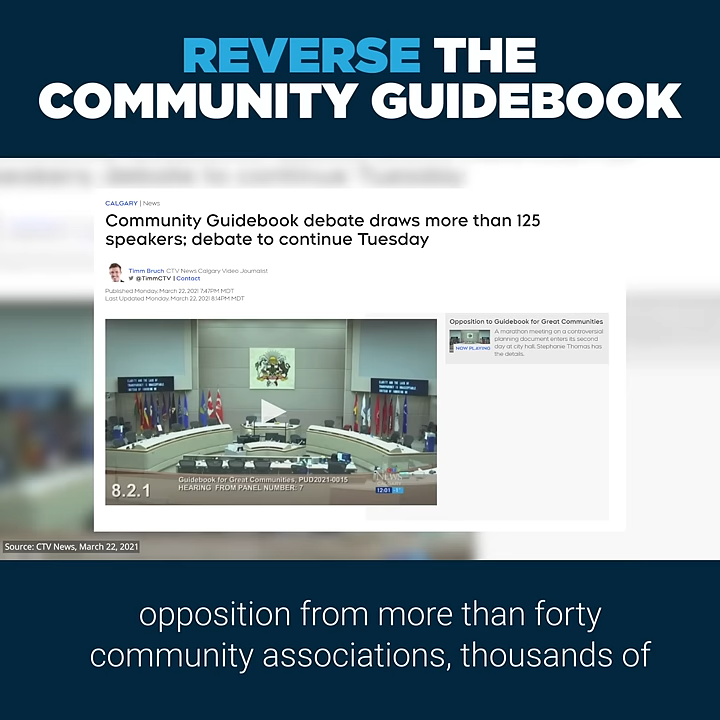 REVERSE THE
COMMUNITY GUIDEBOOK
CALGARY | News
Community Guidebook debate draws more than 125
speakers; debate to continue Tuesday
Timm Bruch CTV News Calgary Video Journalist
@TimmCTV | Contact
Published Monday, March 22, 2021 7:47PM MDT
Last Updated Monday, March 22, 2021 8:14PM MDT
Opposition to Guidebook for Great Communities
A marathon meeting on a controversial
planning document enters its second
day at city hall. Stephanie Thomas has
the details.
NOW PLAYING
8.2.1
Guidebook for Great Communities, PUD2021-0015
HEARING FROM PANEL NUMBER: 7
NEWS
12:01 -1°
Source: CTV News, March 22, 2021
opposition from more than forty
community associations, thousands of